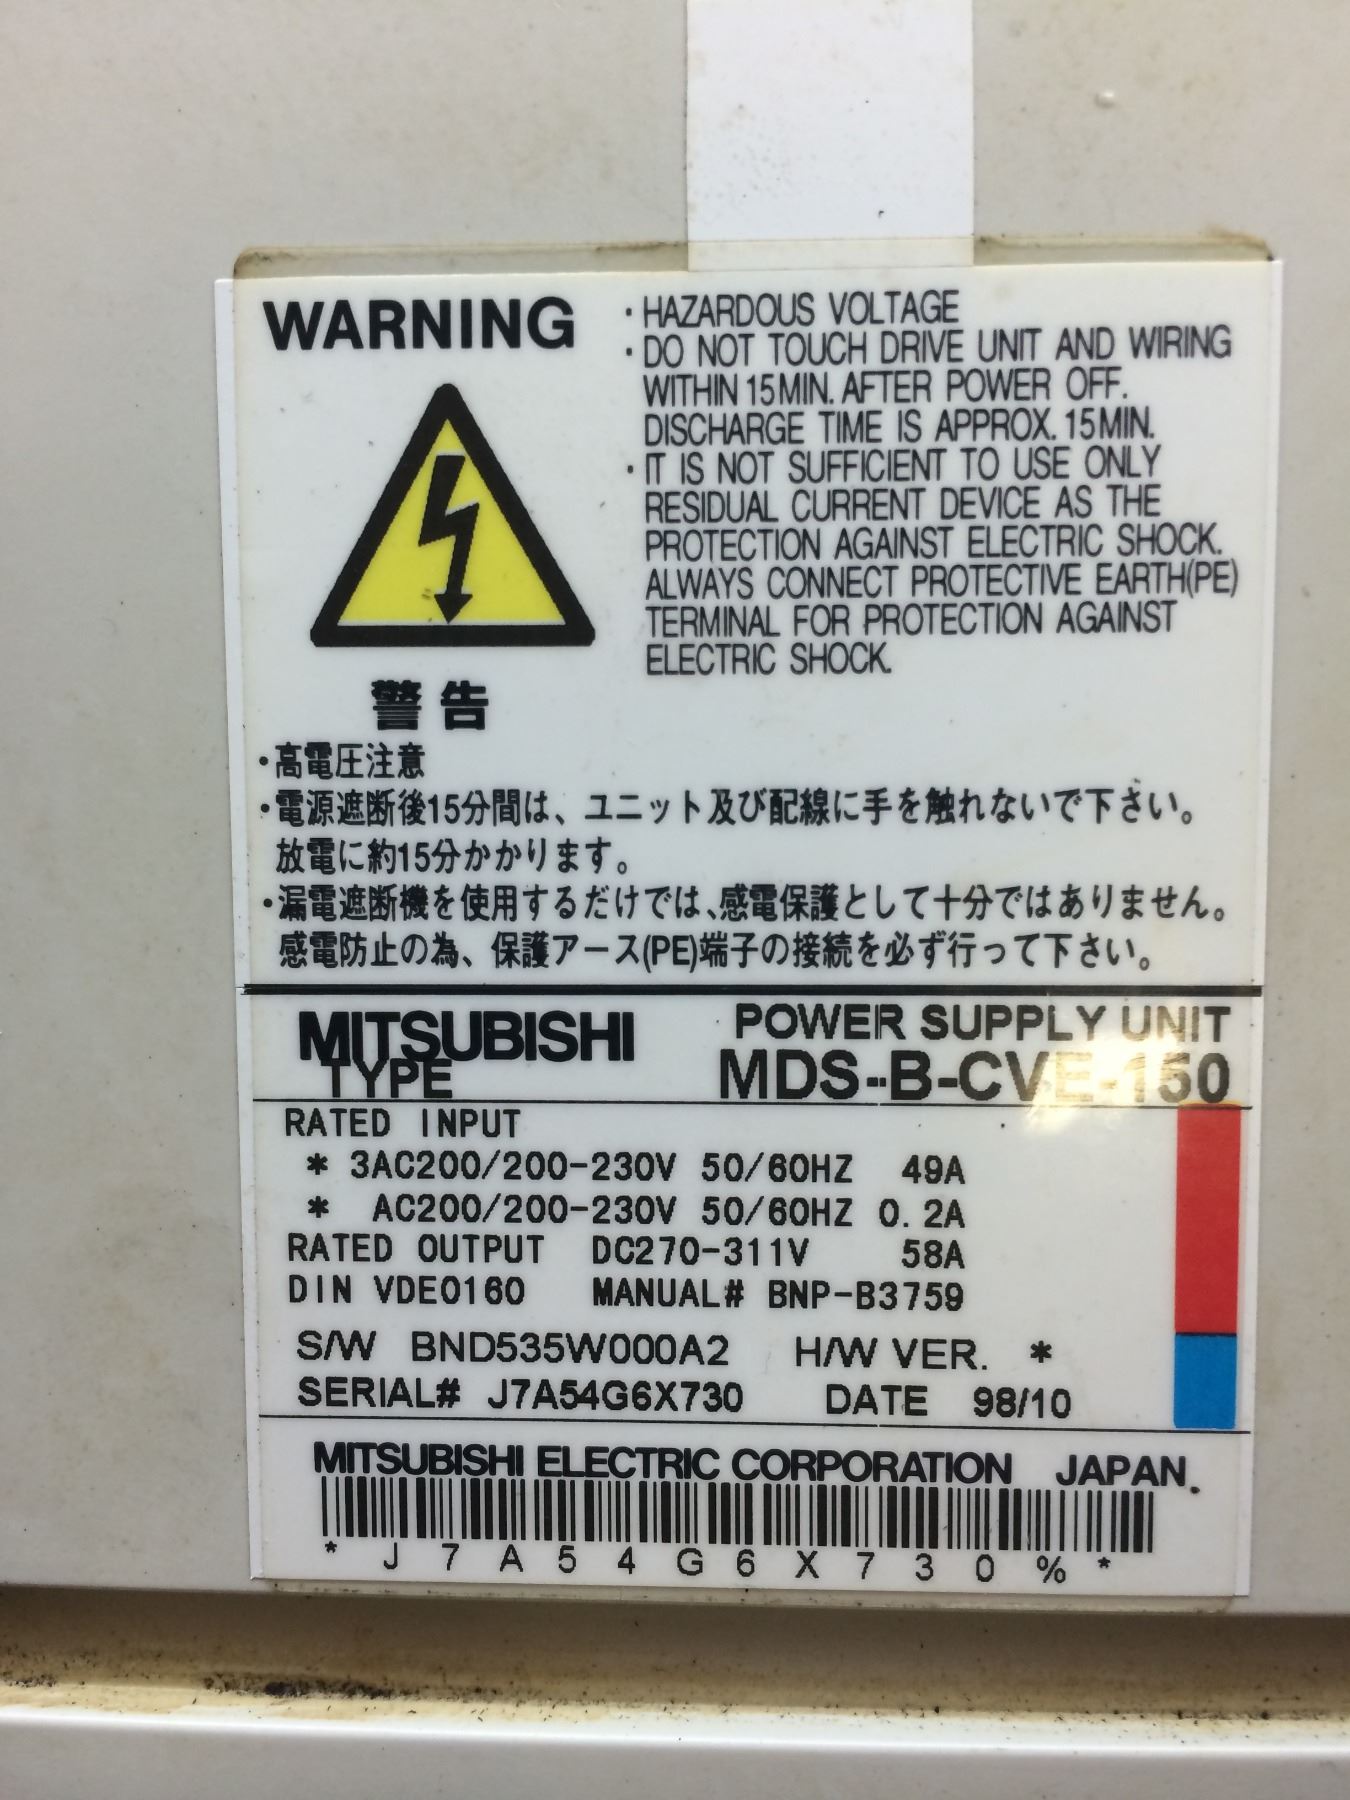 WARNING
・HAZARDOUS VOLTAGE
・DO NOT TOUCH DRIVE UNIT AND WIRING
WITHIN 15MIN. AFTER POWER OFF.
DISCHARGE TIME IS APPROX. 15MIN.
・IT IS NOT SUFFICIENT TO USE ONLY
RESIDUAL CURRENT DEVICE AS THE
PROTECTION AGAINST ELECTRIC SHOCK.
ALWAYS CONNECT PROTECTIVE EARTH(PE)
TERMINAL FOR PROTECTION AGAINST
ELECTRIC SHOCK.
警告
・高電圧注意
・電源遮断後15分間は、ユニット及び配線に手を触れないで下さい。
放電に約15分かかります。
・漏電遮断機を使用するだけでは、感電保護として十分ではありません。
感電防止の為、保護アース(PE)端子の接続を必ず行って下さい。
MITSUBISHI POWER SUPPLY UNIT
TYPE MDS-B-CVE-150
RATED INPUT
* 3AC200/200-230V 50/60HZ 49A
* AC200/200-230V 50/60HZ 0.2A
RATED OUTPUT DC270-311V 58A
DIN VDE0160 MANUAL# BNP-B3759
S/W BND535W000A2 H/W VER. *
SERIAL# J7A54G6X730 DATE 98/10
MITSUBISHI ELECTRIC CORPORATION JAPAN.
* J 7 A 5 4 G 6 X 7 3 0 % *